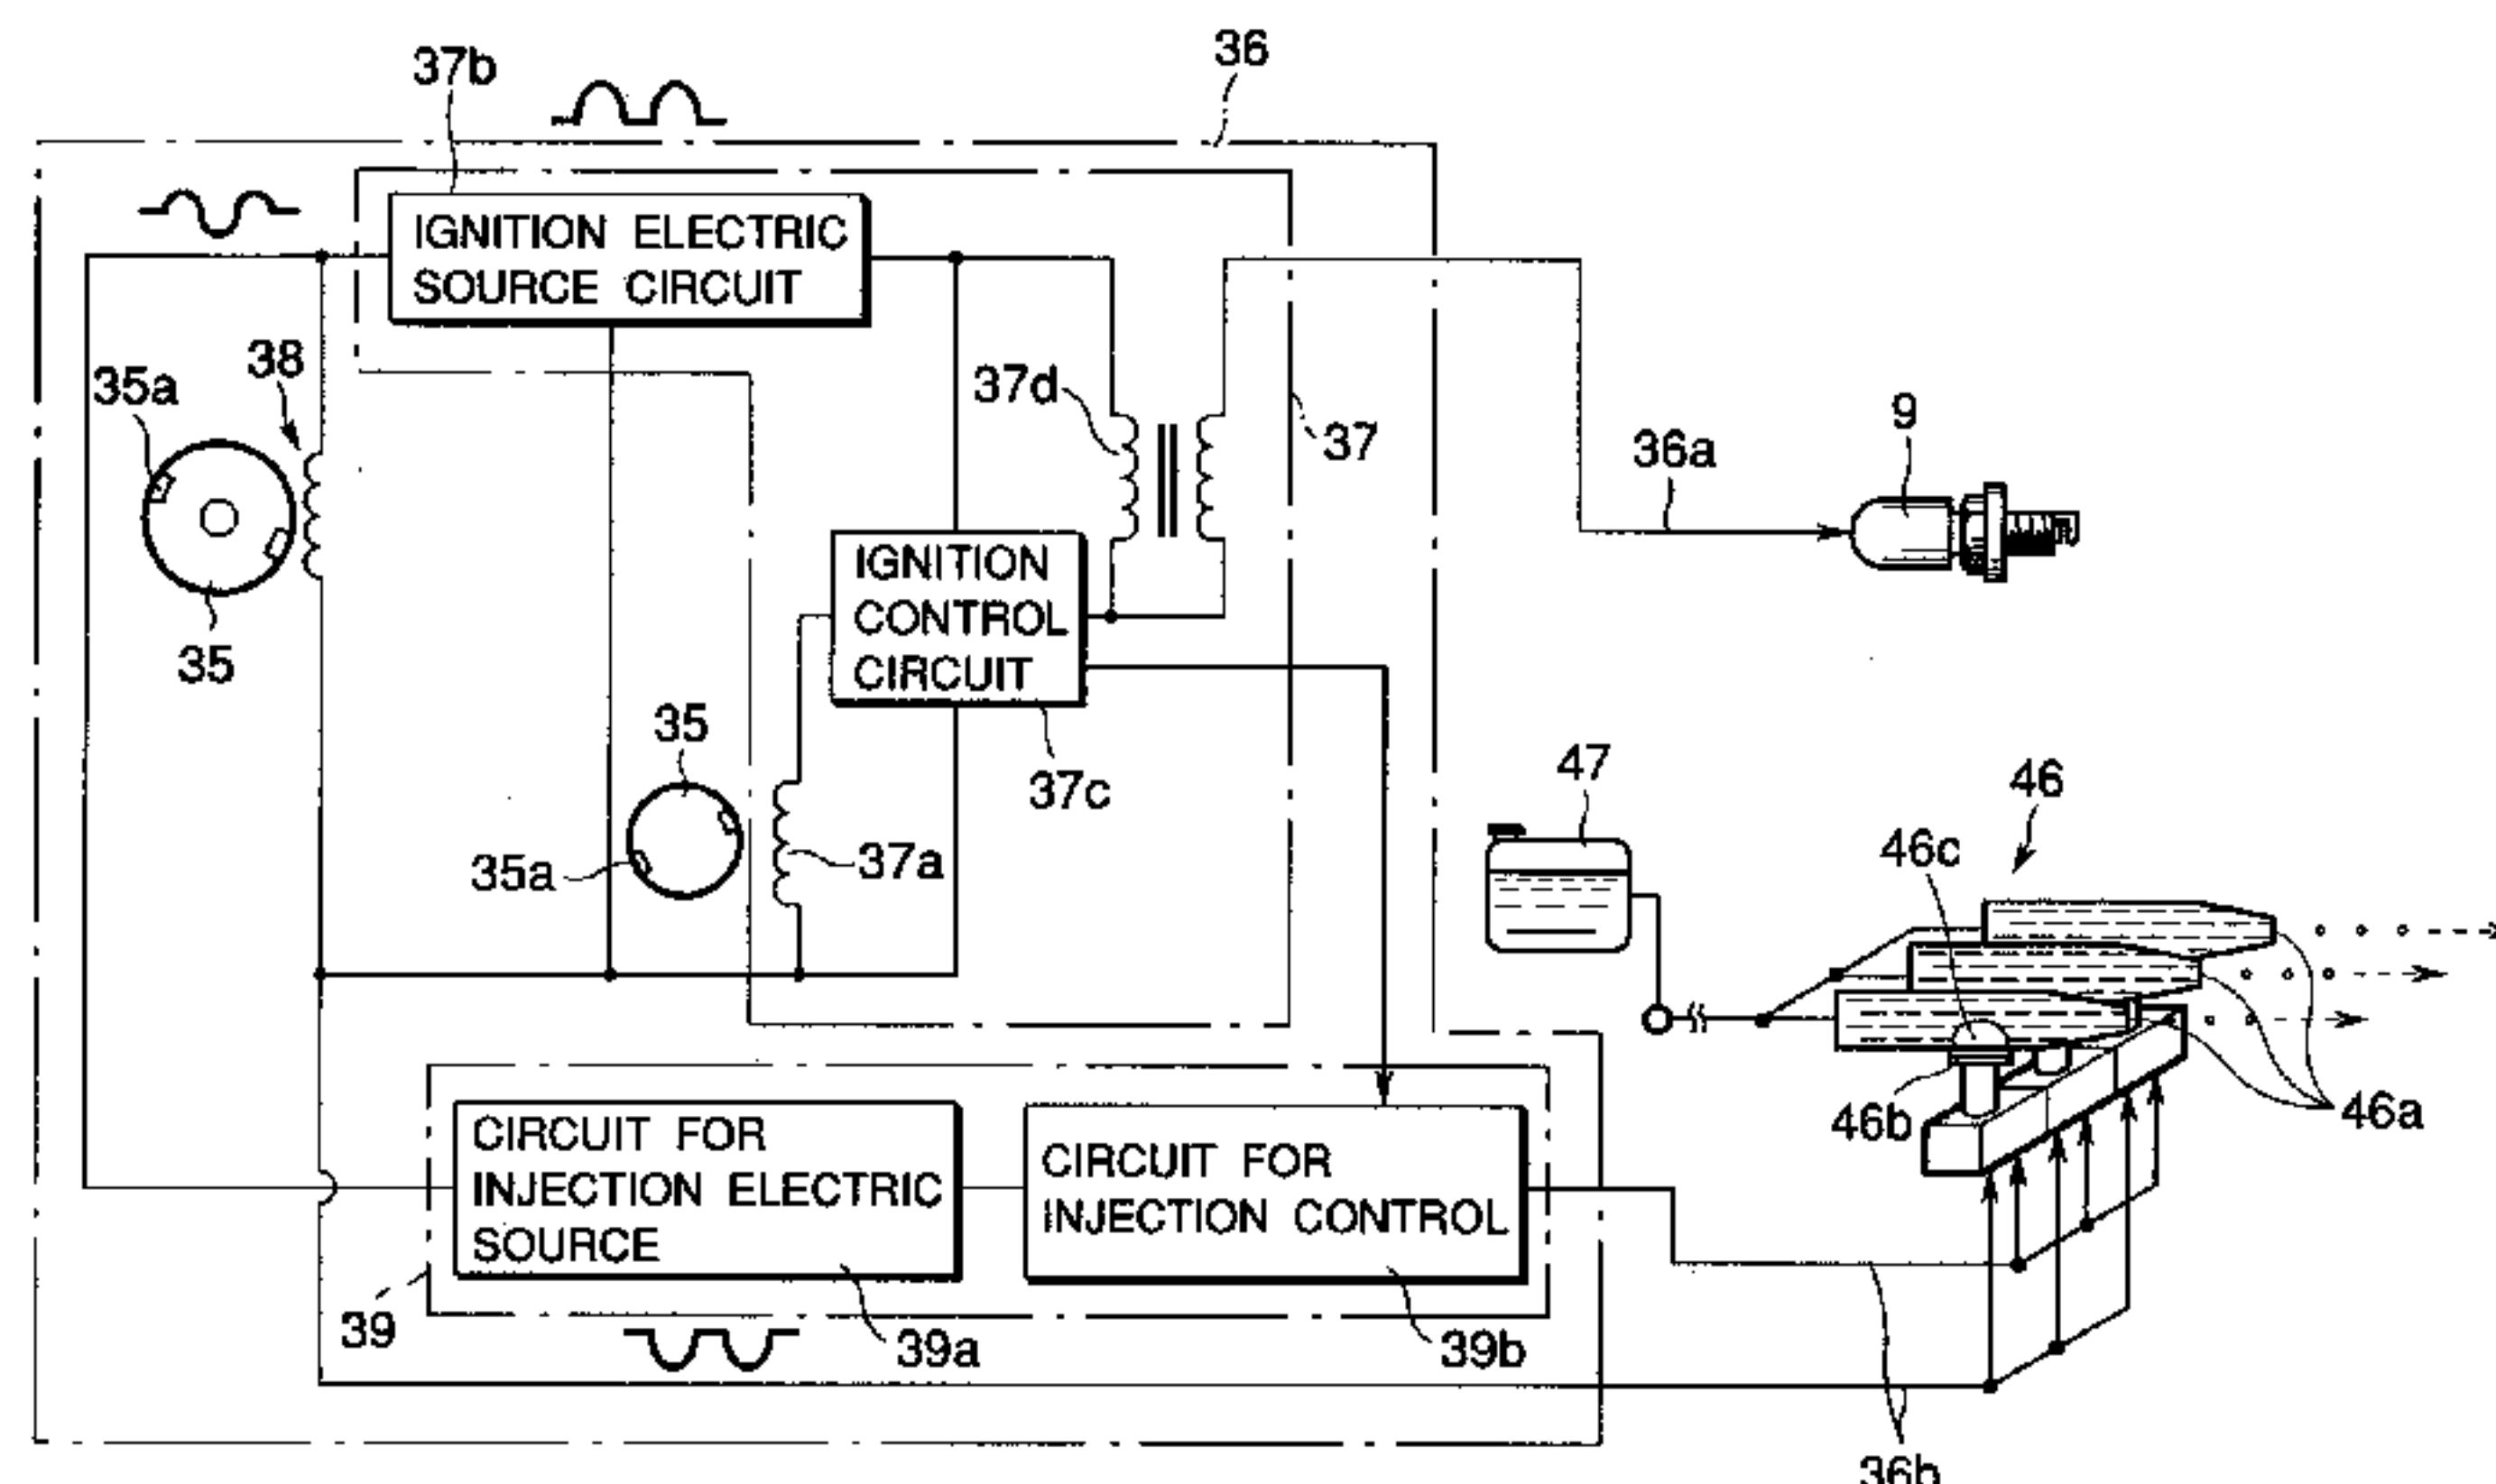 36
37b
IGNITION ELECTRIC
SOURCE CIRCUIT
38
35a
37d
37
9
36a
35
IGNITION
CONTROL
CIRCUIT
35
37c
47
46
35a
37a
46c
46b
46a
CIRCUIT FOR
INJECTION ELECTRIC
SOURCE
CIRCUIT FOR
INJECTION CONTROL
39
39a
39b
36b